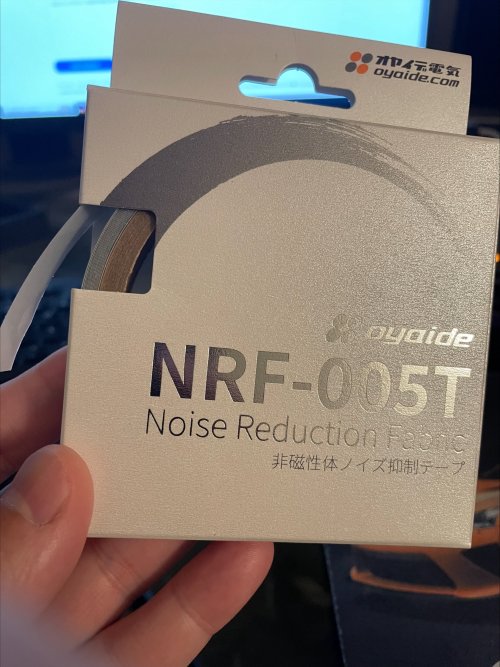 オヤイデ電気
oyaide.com
oyaide
NRF-005T
Noise Reduction Fabric
非磁性体ノイズ抑制テープ